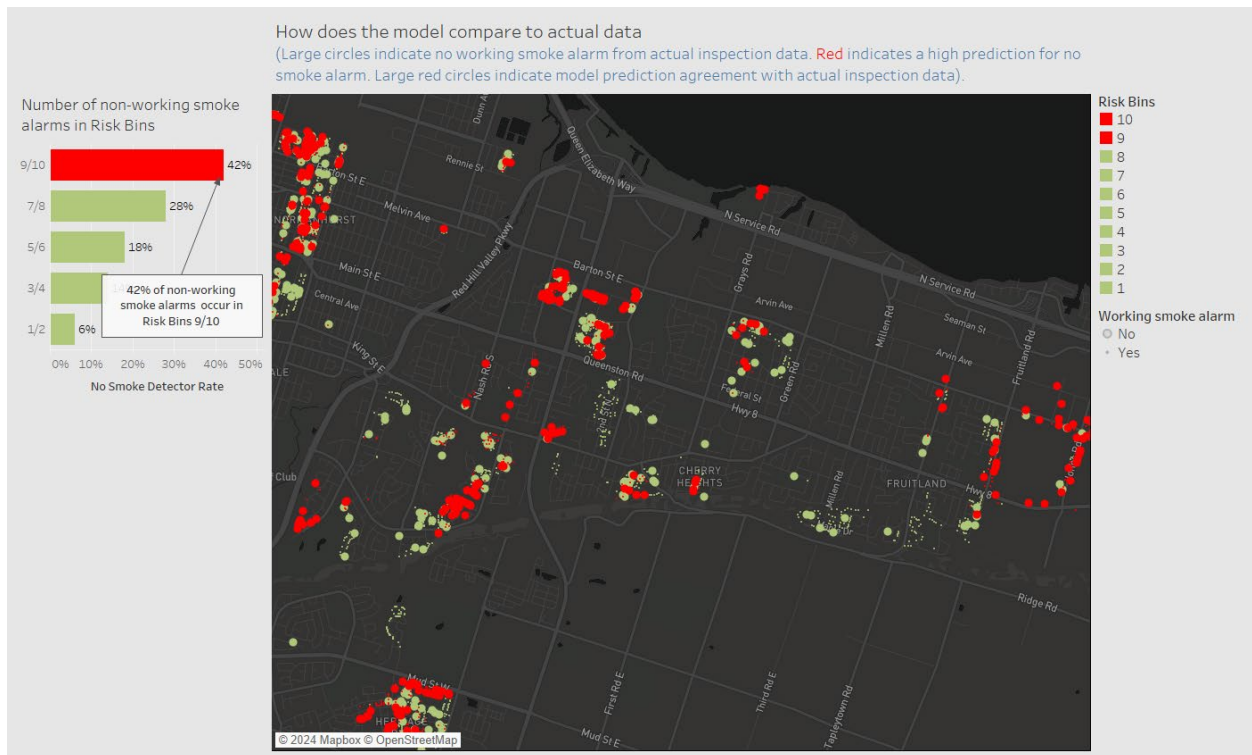 How does the model compare to actual data
(Large circles indicate no working smoke alarm from actual inspection data. Red indicates a high prediction for no
smoke alarm. Large red circles indicate model prediction agreement with actual inspection data).
Number of non-working smoke
alarms in Risk Bins
9/10
42%
7/8
28%
5/6
18%
3/4
1/2
6%
42% of non-working
smoke alarms occur in
Risk Bins 9/10
0% 10% 20% 30% 40% 50%
No Smoke Detector Rate
Queen Elizabeth Way
Rennie St
Melvin Ave
N Service Rd
Red Hill Valley Pkwy
Main St E
Central Ave
Barton St E
Grays Rd
Arvin Ave
N Service Rd
Millen Rd
Seaman St
Arvin Ave
Fruitland Rd
King St E
Nash Rd S
Queenston Rd
Federal St
Green Rd
Hwy 8
Club
CHERRY
HEIGHTS
Millen Rd
FRUITLAND
Hwy 8
Ridge Rd
Mud St W
First Rd E
Third Rd E
Tapleytown Rd
Mud St E
© 2024 Mapbox © OpenStreetMap
Risk Bins
10
9
8
7
6
5
4
3
2
1
Working smoke alarm
No
Yes